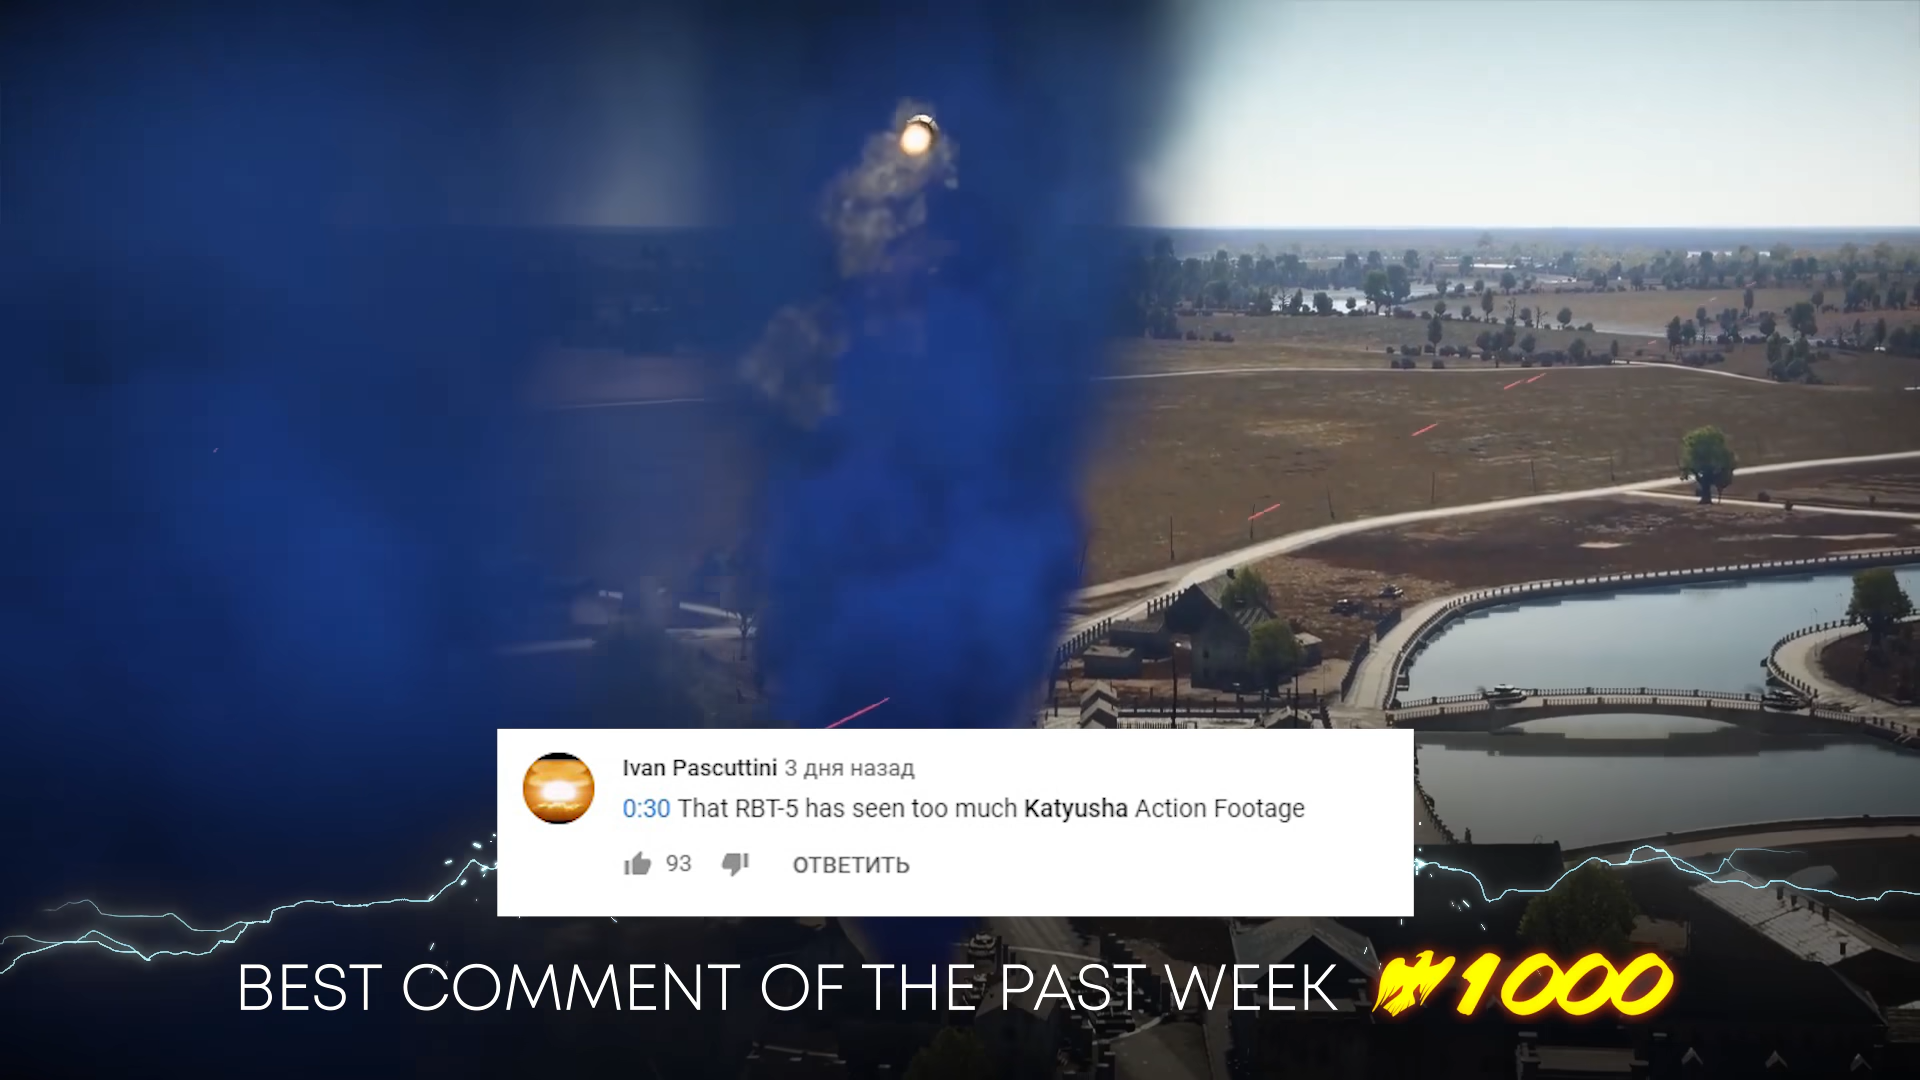 Ivan Pascuttini 3 дня назад
0:30 That RBT-5 has seen too much Katyusha Action Footage
93 ОТВЕТИТЬ
BEST COMMENT OF THE PAST WEEK 1000